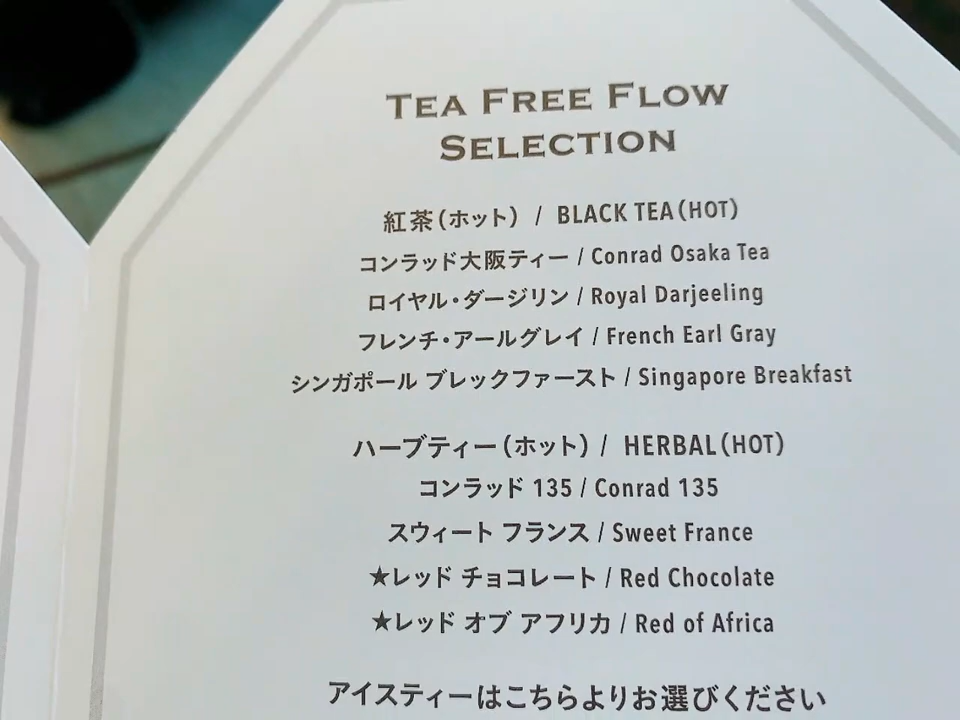 TEA FREE FLOW
SELECTION
紅茶(ホット) / BLACK TEA(HOT)
コンラッド大阪ティー / Conrad Osaka Tea
ロイヤル・ダージリン / Royal Darjeeling
フレンチ・アールグレイ / French Earl Gray
シンガポール ブレックファースト / Singapore Breakfast
ハーブティー(ホット) / HERBAL(HOT)
コンラッド 135 / Conrad 135
スウィート フランス / Sweet France
★レッド チョコレート / Red Chocolate
★レッド オブ アフリカ / Red of Africa
アイスティーはこちらよりお選びください